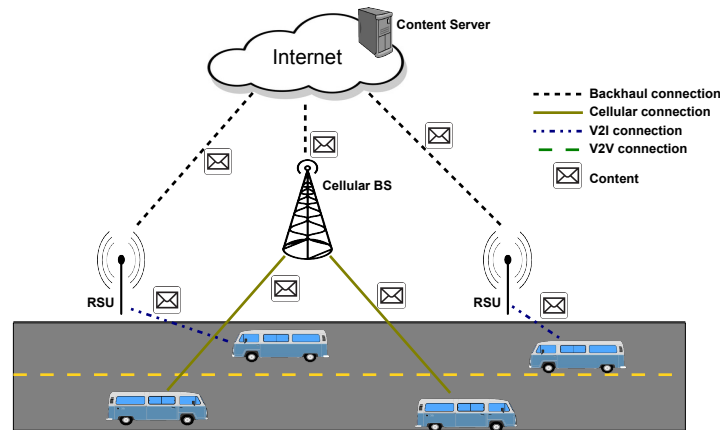 Content Server
Internet
Backhaul connection
Cellular connection
V2I connection
V2V connection
Content
Cellular BS
RSU
RSU